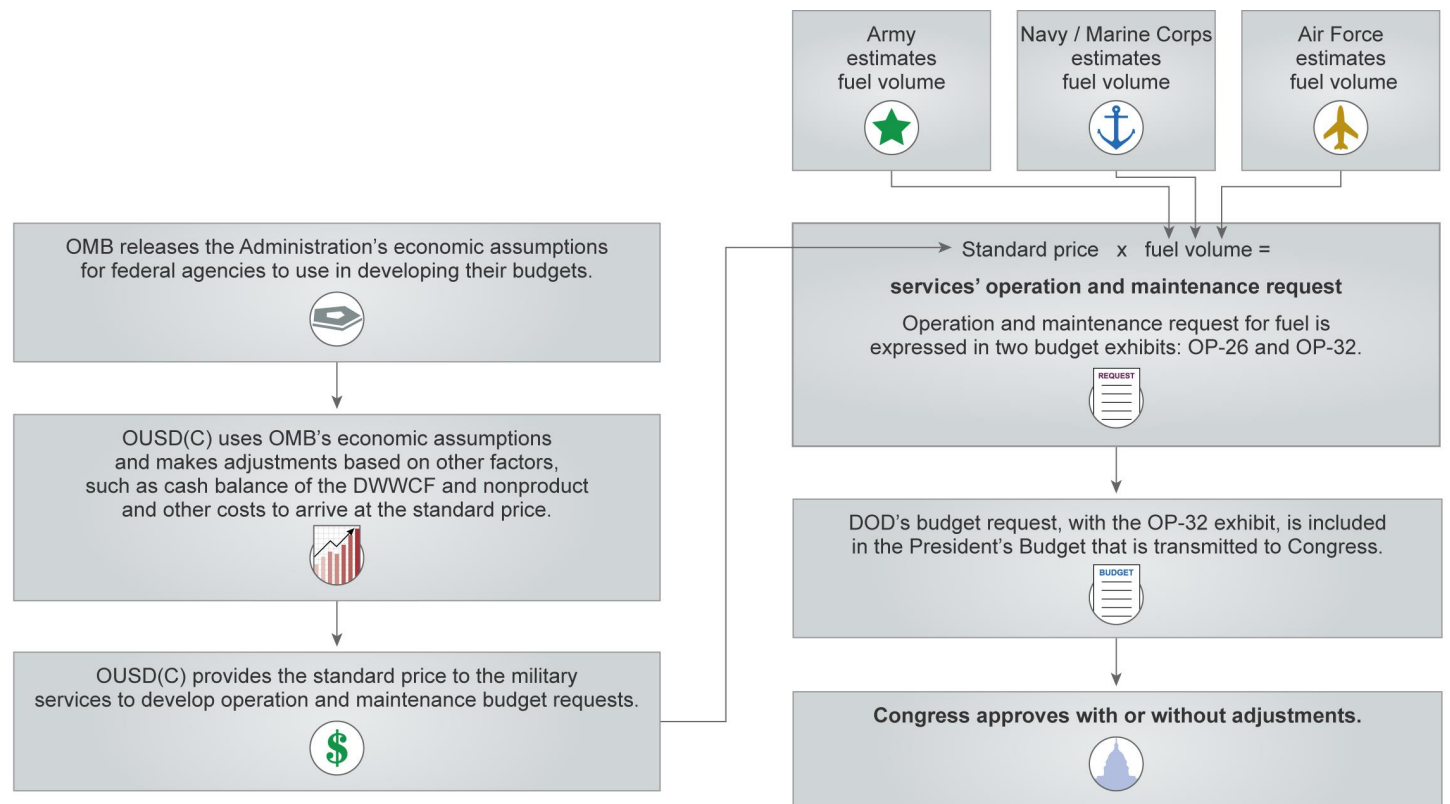 Army
estimates
fuel volume
Navy / Marine Corps
estimates
fuel volume
Air Force
estimates
fuel volume
OMB releases the Administration’s economic assumptions
for federal agencies to use in developing their budgets.
OUSD(C) uses OMB’s economic assumptions
and makes adjustments based on other factors,
such as cash balance of the DWWCF and nonproduct
and other costs to arrive at the standard price.
OUSD(C) provides the standard price to the military
services to develop operation and maintenance budget requests.
$
Standard price x fuel volume =
services’ operation and maintenance request
Operation and maintenance request for fuel is
expressed in two budget exhibits: OP-26 and OP-32.
REQUEST
DOD’s budget request, with the OP-32 exhibit, is included
in the President’s Budget that is transmitted to Congress.
BUDGET
Congress approves with or without adjustments.